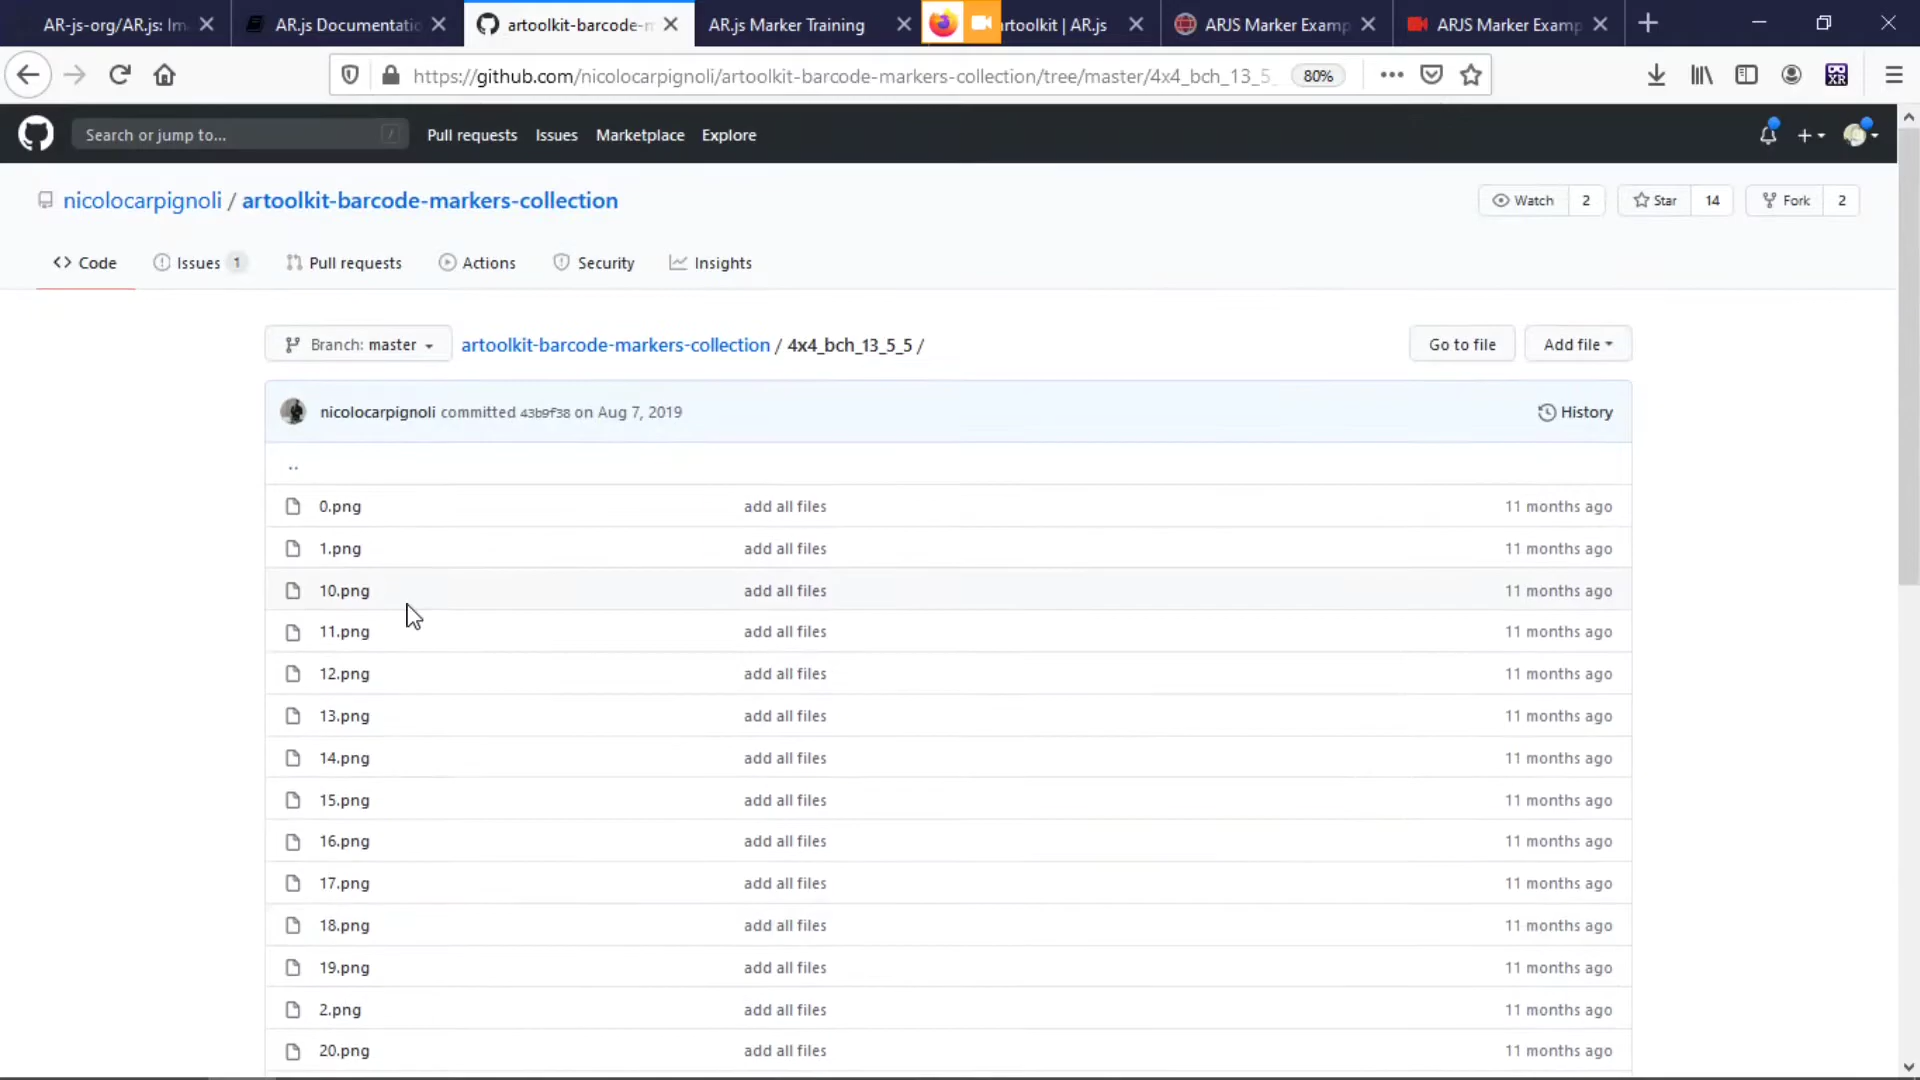 AR-js-org/AR.js: Im
AR.js Documentatio
artoolkit-barcode-m
AR.js Marker Training
rtoolkit | AR.js
ARJS Marker Examp
ARJS Marker Examp
https://github.com/nicolocarpignoli/artoolkit-barcode-markers-collection/tree/master/4x4_bch_13_5_
80%
XR
Search or jump to...
/
Pull requests
Issues
Marketplace
Explore
nicolocarpignoli / artoolkit-barcode-markers-collection
Watch 2
Star 14
Fork 2
<> Code
Issues 1
Pull requests
Actions
Security
Insights
Branch: master
artoolkit-barcode-markers-collection / 4x4_bch_13_5_5 /
Go to file
Add file
nicolocarpignoli committed 43b9f38 on Aug 7, 2019
History
..
0.png add all files 11 months ago
1.png add all files 11 months ago
10.png add all files 11 months ago
11.png add all files 11 months ago
12.png add all files 11 months ago
13.png add all files 11 months ago
14.png add all files 11 months ago
15.png add all files 11 months ago
16.png add all files 11 months ago
17.png add all files 11 months ago
18.png add all files 11 months ago
19.png add all files 11 months ago
2.png add all files 11 months ago
20.png add all files 11 months ago